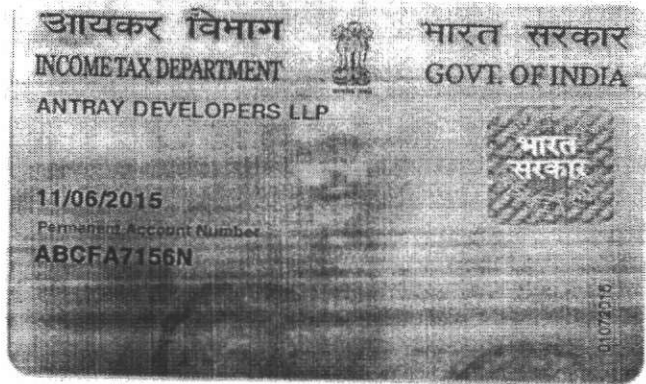 आयकर विभाग
भारत सरकार
INCOME TAX DEPARTMENT
GOVT. OF INDIA
ANTRAY DEVELOPERS LLP
भारत
सरकार
11/06/2015
Permanent Account Number
ABCFA7156N
01072015